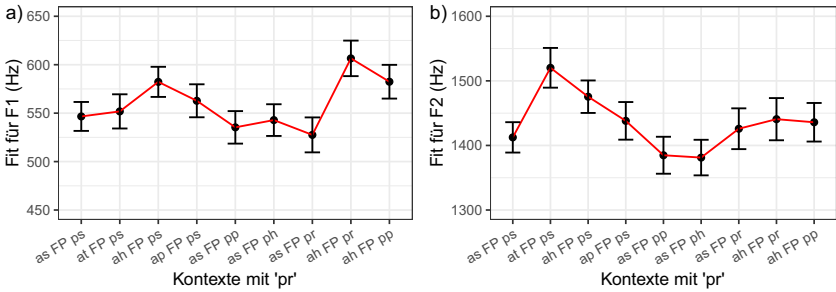 a)
Fit für F1 (Hz)
650
600
550
500
450
as FP ps
at FP ps
ah FP ps
ap FP ps
as FP pp
as FP ph
as FP pr
ah FP pr
ah FP pp
Kontexte mit 'pr'
b)
Fit für F2 (Hz)
1600
1500
1400
1300
as FP ps
at FP ps
ah FP ps
ap FP ps
as FP pp
as FP ph
as FP pr
ah FP pr
ah FP pp
Kontexte mit 'pr'